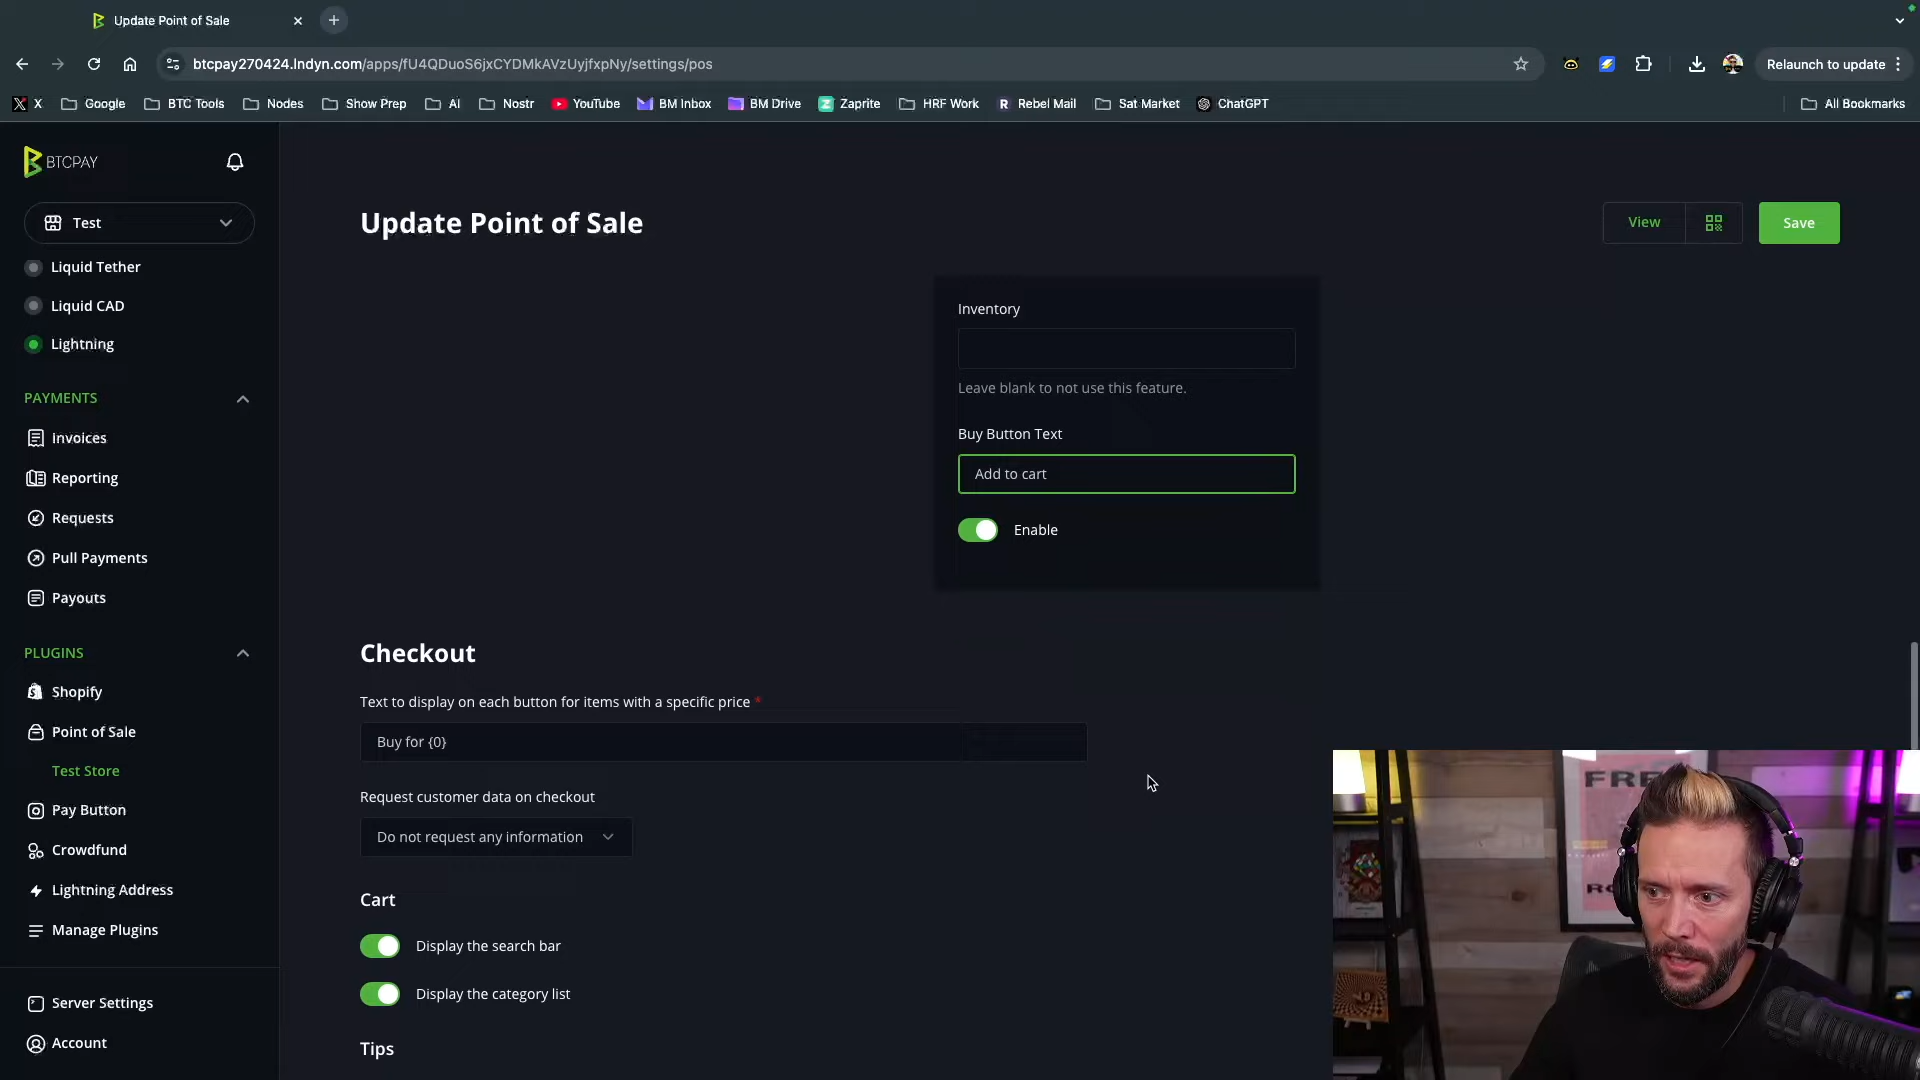 Update Point of Sale
btcpay270424.lndyn.com/apps/fU4QDuoS6jxCYDMkAVzUyjfxpNy/settings/pos
Relaunch to update
X
Google
BTC Tools
Nodes
Show Prep
AI
Nostr
YouTube
BM Inbox
BM Drive
Zaprite
HRF Work
R Rebel Mail
Sat Market
ChatGPT
All Bookmarks
BTCPAY
Test
Liquid Tether
Liquid CAD
Lightning
PAYMENTS
Invoices
Reporting
Requests
Pull Payments
Payouts
PLUGINS
Shopify
Point of Sale
Test Store
Pay Button
Crowdfund
Lightning Address
Manage Plugins
Server Settings
Account
Update Point of Sale
View
Save
Inventory
Leave blank to not use this feature.
Buy Button Text
Add to cart
Enable
Checkout
Text to display on each button for items with a specific price *
Buy for {0}
Request customer data on checkout
Do not request any information
Cart
Display the search bar
Display the category list
Tips
FRE
RO